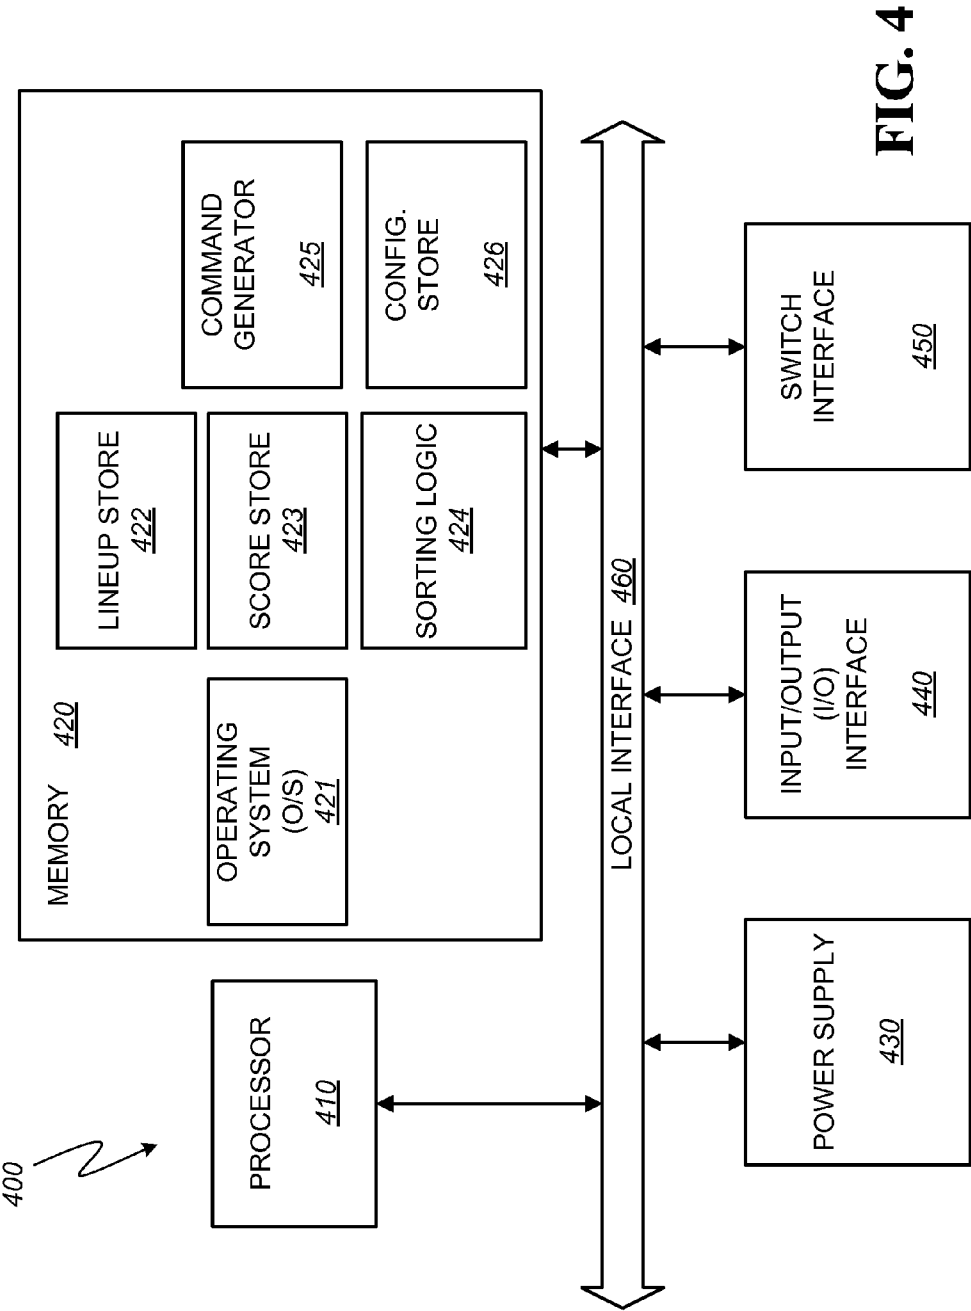 400
PROCESSOR
410
MEMORY
420
OPERATING
SYSTEM
(O/S)
421
LINEUP STORE
422
SCORE STORE
423
SORTING LOGIC
424
COMMAND
GENERATOR
425
CONFIG.
STORE
426
LOCAL INTERFACE 460
POWER SUPPLY
430
INPUT/OUTPUT
(I/O)
INTERFACE
440
SWITCH
INTERFACE
450
FIG. 4